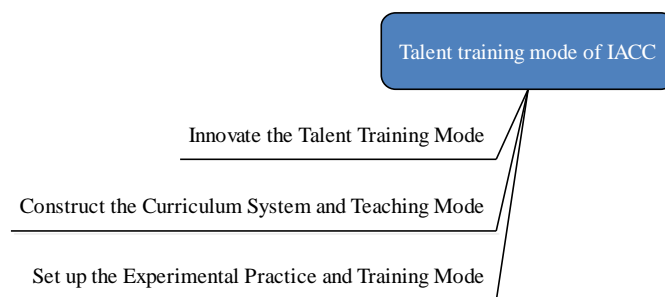 Talent training mode of IACC
Innovate the Talent Training Mode
Construct the Curriculum System and Teaching Mode
Set up the Experimental Practice and Training Mode